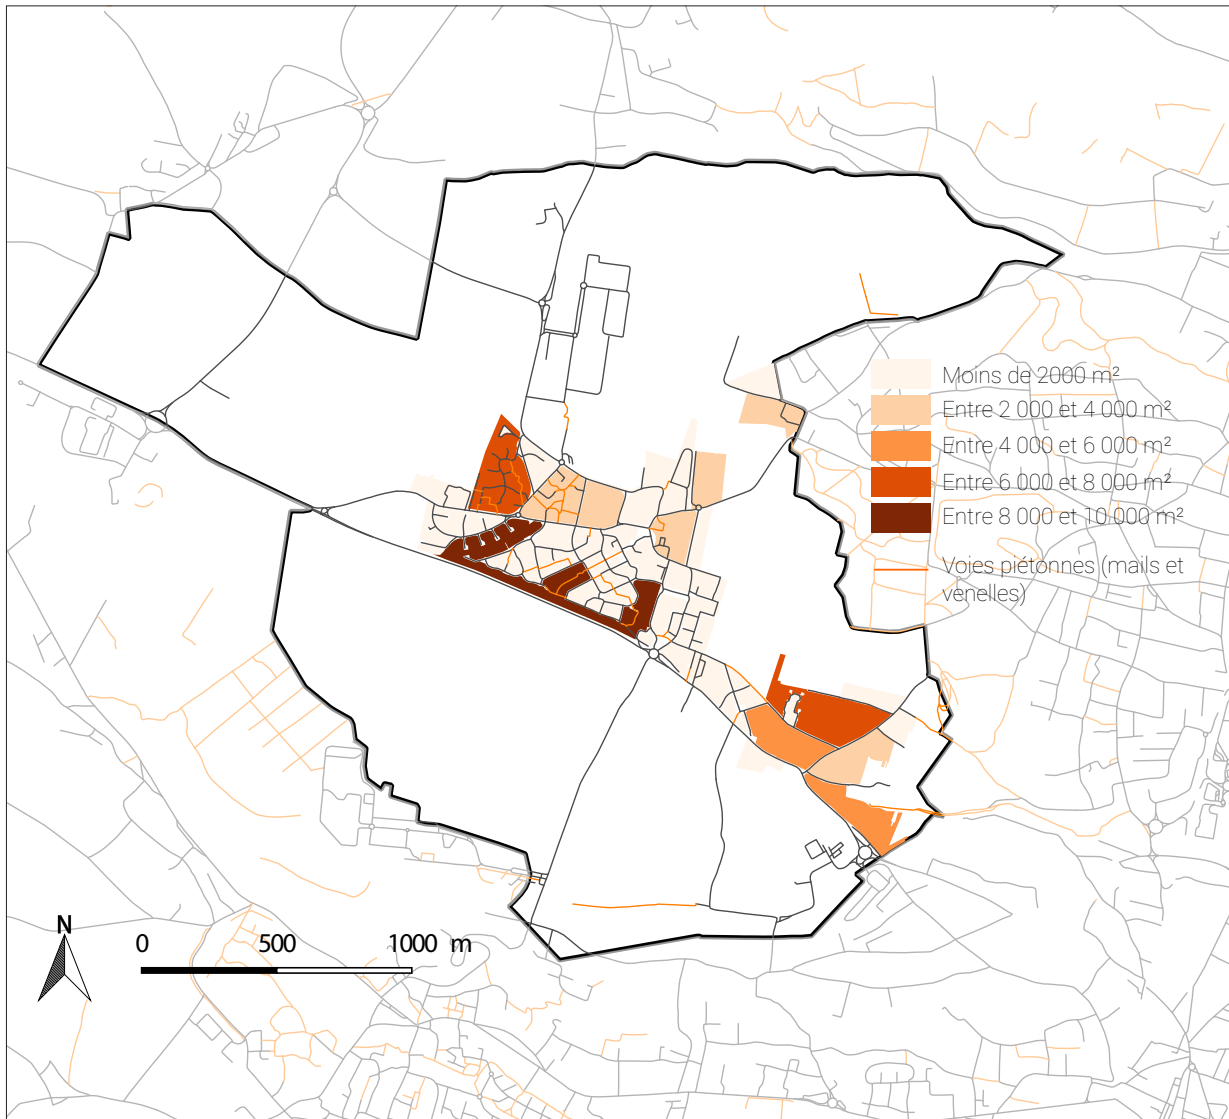 Moins de 2000 m²
Entre 2 000 et 4 000 m²
Entre 4 000 et 6 000 m²
Entre 6 000 et 8 000 m²
Entre 8 000 et 10 000 m²
Voies piétonnes (mails et
venelles)
N
0 500 1000 m